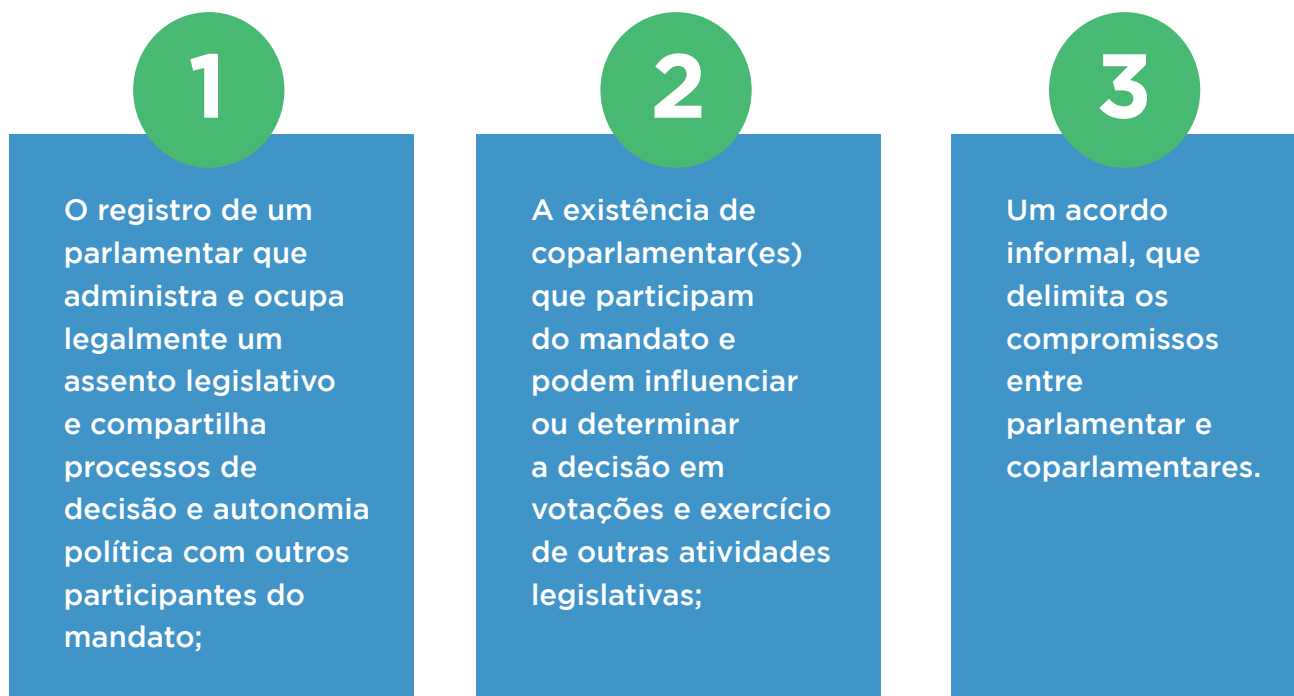 1
O registro de um
parlamentar que
administra e ocupa
legalmente um
assento legislativo
e compartilha
processos de
decisão e autonomia
política com outros
participantes do
mandato;
2
A existência de
coparlamentar(es)
que participam
do mandato e
podem influenciar
ou determinar
a decisão em
votações e exercício
de outras atividades
legislativas;
3
Um acordo
informal, que
delimita os
compromissos
entre
parlamentar e
coparlamentares.